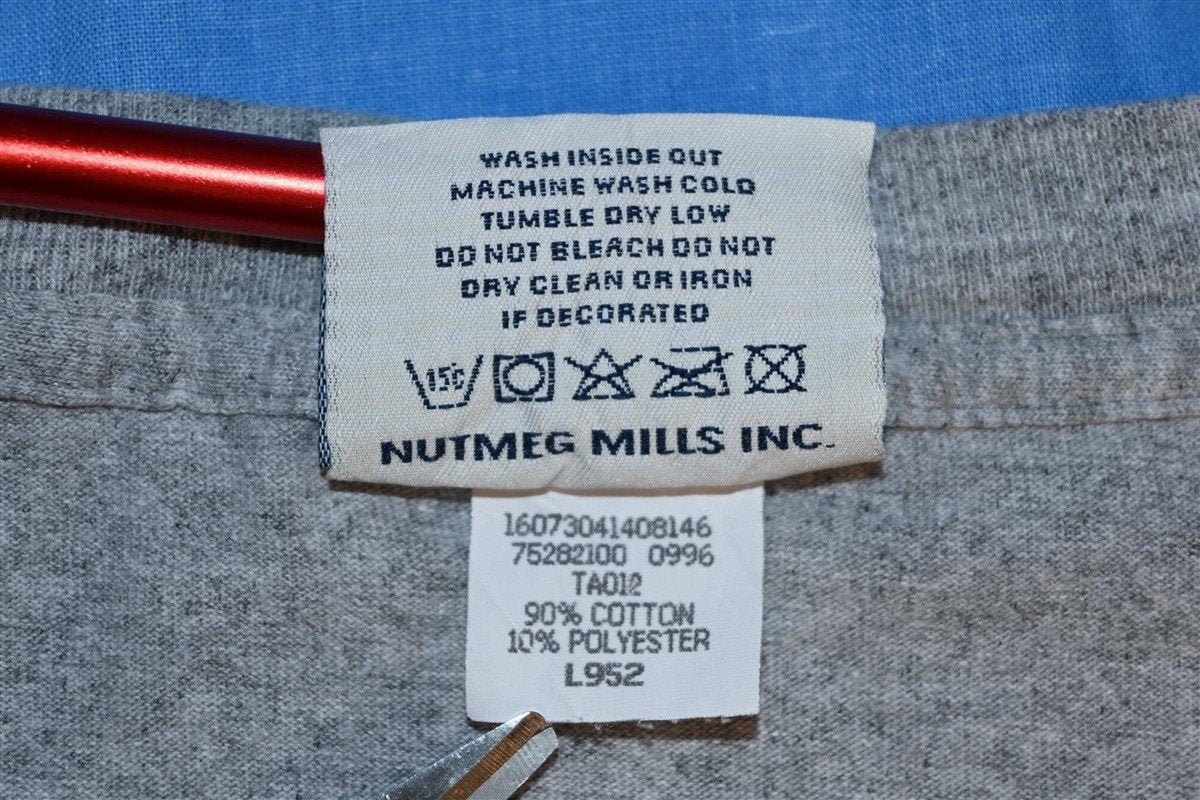 WASH INSIDE OUT
MACHINE WASH COLD
TUMBLE DRY LOW
DO NOT BLEACH DO NOT
DRY CLEAN OR IRON
IF DECORATED
15C
NUTMEG MILLS INC.
16073041408146
75282100 0996
TA012
90% COTTON
10% POLYESTER
L952